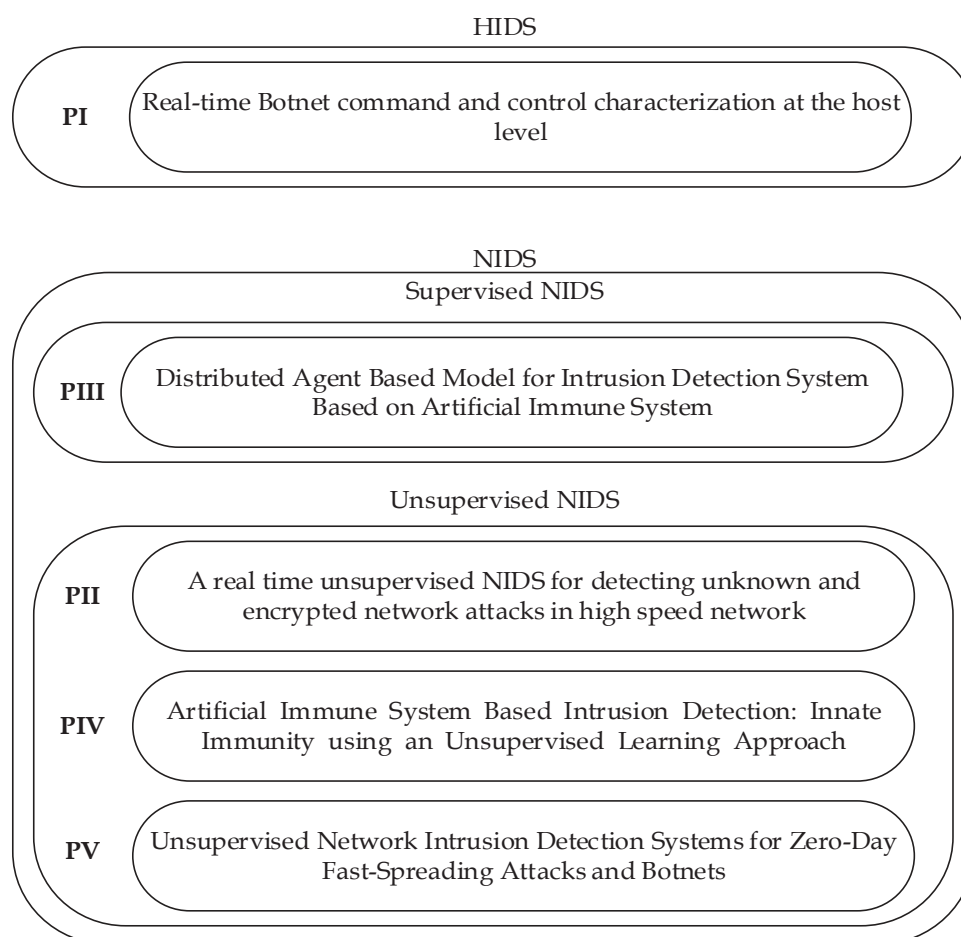 HIDS
PI
Real-time Botnet command and control characterization at the host
level
NIDS
Supervised NIDS
PIII
Distributed Agent Based Model for Intrusion Detection System
Based on Artificial Immune System
Unsupervised NIDS
PII
A real time unsupervised NIDS for detecting unknown and
encrypted network attacks in high speed network
PIV
Artificial Immune System Based Intrusion Detection: Innate
Immunity using an Unsupervised Learning Approach
PV
Unsupervised Network Intrusion Detection Systems for Zero-Day
Fast-Spreading Attacks and Botnets